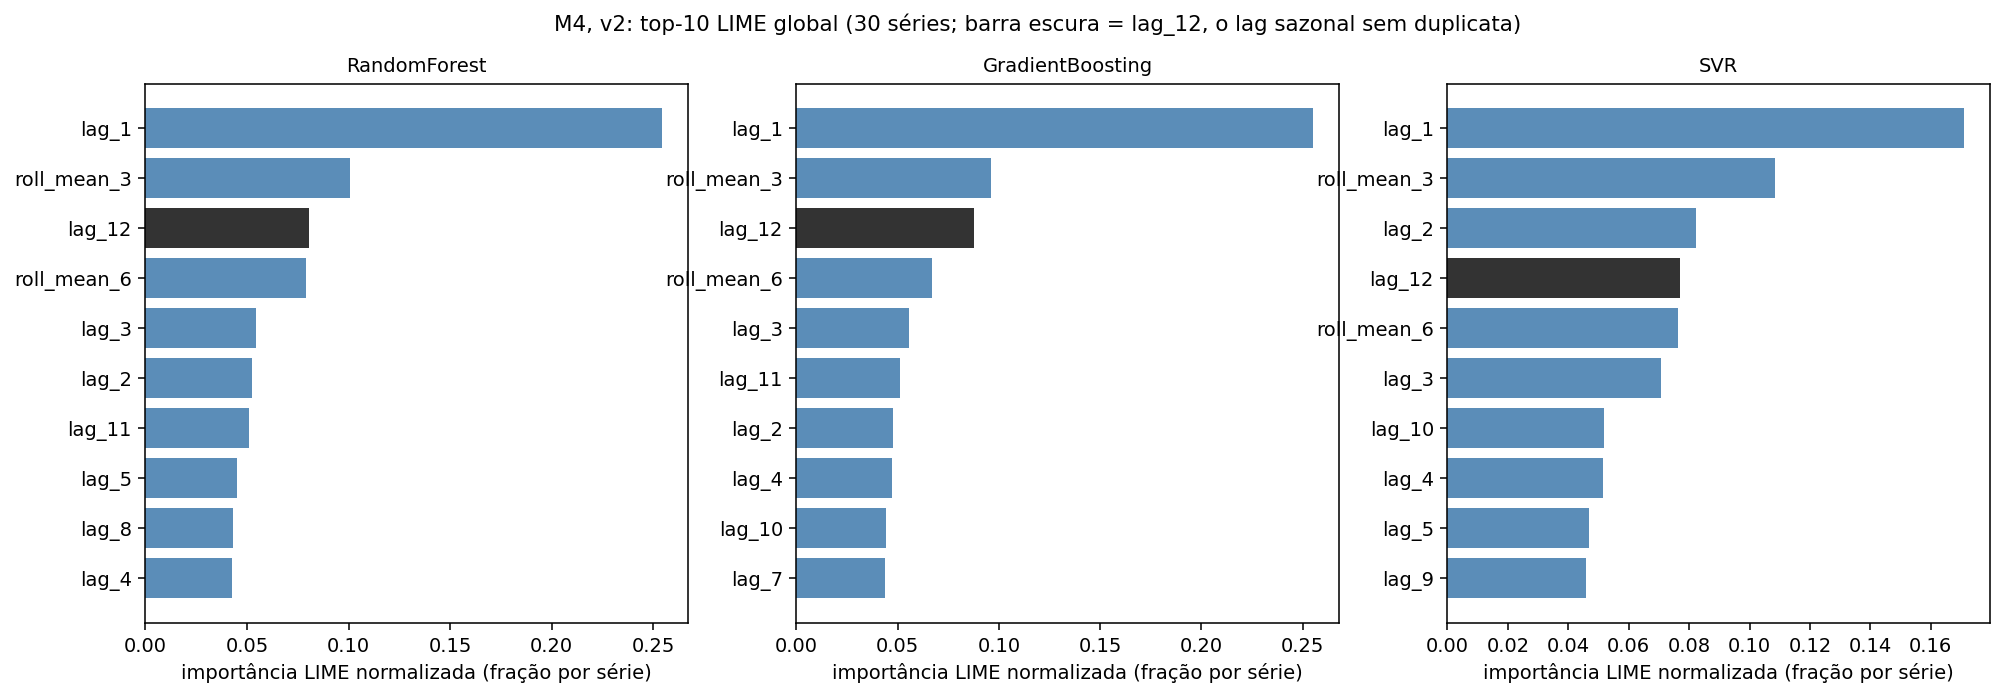 M4, v2: top-10 LIME global (30 séries; barra escura = lag_12, o lag sazonal sem duplicata)
RandomForest
lag_1
roll_mean_3
lag_12
roll_mean_6
lag_3
lag_2
lag_11
lag_5
lag_8
lag_4
0.00 0.05 0.10 0.15 0.20 0.25
importância LIME normalizada (fração por série)
GradientBoosting
lag_1
roll_mean_3
lag_12
roll_mean_6
lag_3
lag_11
lag_2
lag_4
lag_10
lag_7
0.00 0.05 0.10 0.15 0.20 0.25
importância LIME normalizada (fração por série)
SVR
lag_1
roll_mean_3
lag_2
lag_12
roll_mean_6
lag_3
lag_10
lag_4
lag_5
lag_9
0.00 0.02 0.04 0.06 0.08 0.10 0.12 0.14 0.16
importância LIME normalizada (fração por série)